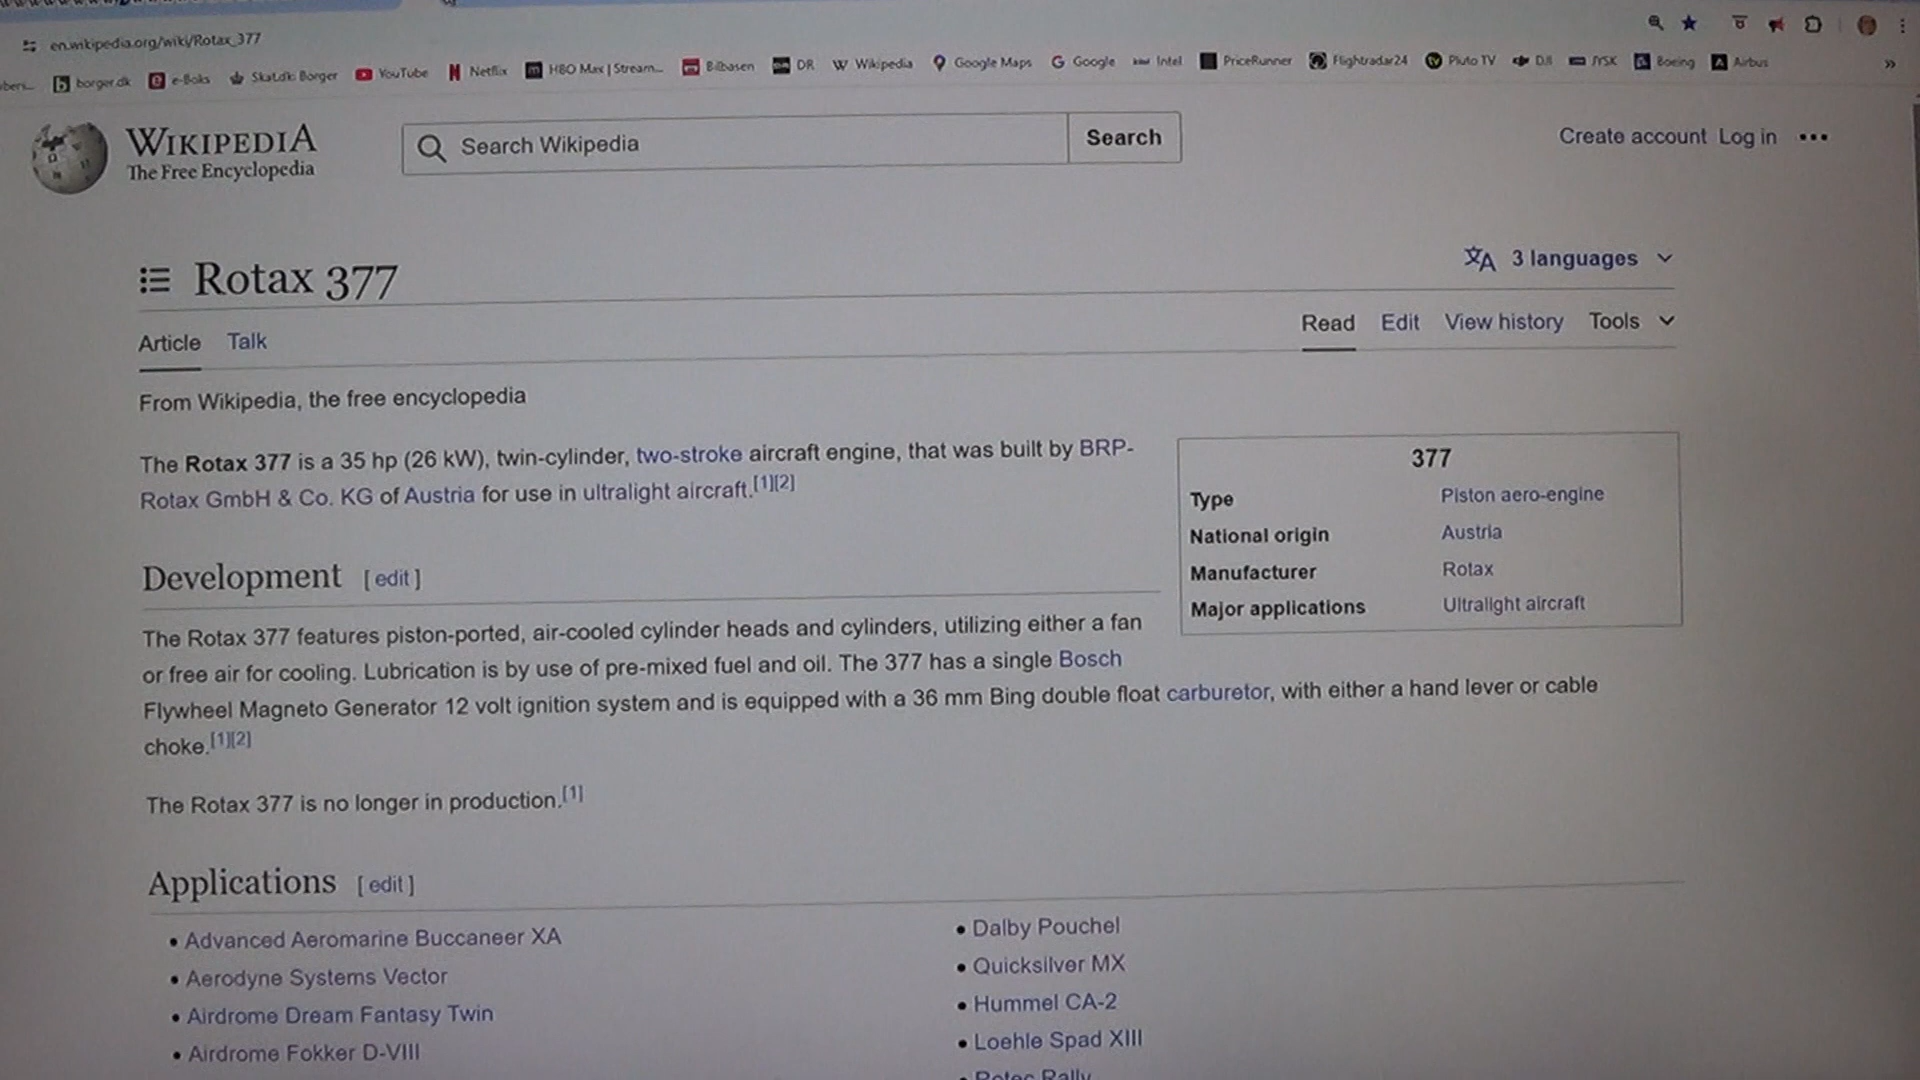 en.wikipedia.org/wiki/Rotax_377
borger.dk e-Boks Skat.dk: Borger YouTube Netflix HBO Max | Stream... Bilbasen DR Wikipedia Google Maps Google Intel PriceRunner Flightradar24 Pluto TV DJI JYSK Boeing Airbus »
WIKIPEDIA
The Free Encyclopedia
Search Wikipedia
Search
Create account Log in
Rotax 377
3 languages
Article Talk
Read Edit View history Tools
From Wikipedia, the free encyclopedia
The Rotax 377 is a 35 hp (26 kW), twin-cylinder, two-stroke aircraft engine, that was built by BRP-
Rotax GmbH & Co. KG of Austria for use in ultralight aircraft.[1][2]
377
Type Piston aero-engine
National origin Austria
Manufacturer Rotax
Major applications Ultralight aircraft
Development [ edit ]
The Rotax 377 features piston-ported, air-cooled cylinder heads and cylinders, utilizing either a fan
or free air for cooling. Lubrication is by use of pre-mixed fuel and oil. The 377 has a single Bosch
Flywheel Magneto Generator 12 volt ignition system and is equipped with a 36 mm Bing double float carburetor, with either a hand lever or cable
choke.[1][2]
The Rotax 377 is no longer in production.[1]
Applications [ edit ]
• Advanced Aeromarine Buccaneer XA
• Aerodyne Systems Vector
• Airdrome Dream Fantasy Twin
• Airdrome Fokker D-VIII
• Dalby Pouchel
• Quicksilver MX
• Hummel CA-2
• Loehle Spad XIII
• Rotec Rally